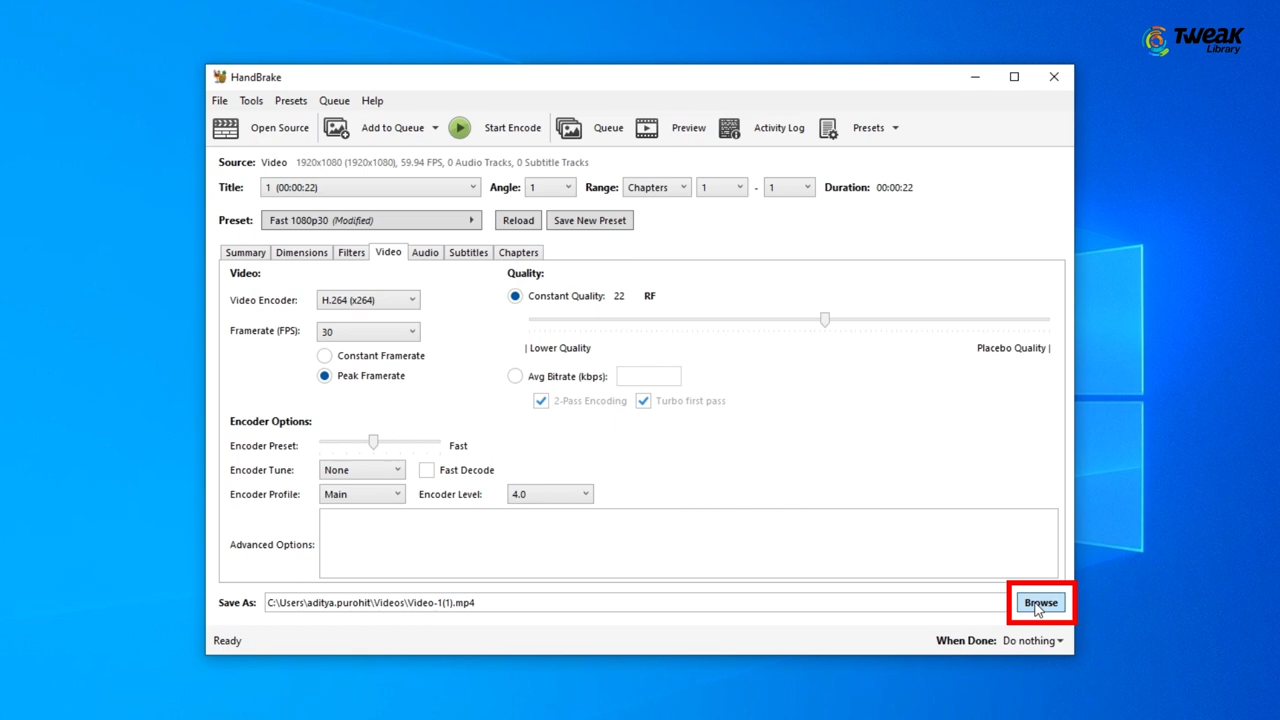 TWEAK
Library
HandBrake
File Tools Presets Queue Help
Open Source Add to Queue Start Encode Queue Preview Activity Log Presets
Source: Video 1920x1080 (1920x1080), 59.94 FPS, 0 Audio Tracks, 0 Subtitle Tracks
Title: 1 (00:00:22) Angle: 1 Range: Chapters 1 - 1 Duration: 00:00:22
Preset: Fast 1080p30 (Modified) Reload Save New Preset
Summary Dimensions Filters Video Audio Subtitles Chapters
Video: Quality:
Video Encoder: H.264 (x264) Constant Quality: 22 RF
Framerate (FPS): 30
| Lower Quality Placebo Quality |
Constant Framerate
Peak Framerate Avg Bitrate (kbps):
2-Pass Encoding Turbo first pass
Encoder Options:
Encoder Preset: Fast
Encoder Tune: None Fast Decode
Encoder Profile: Main Encoder Level: 4.0
Advanced Options:
Save As: C:\Users\aditya.purohit\Videos\Video-1(1).mp4 Browse
Ready When Done: Do nothing